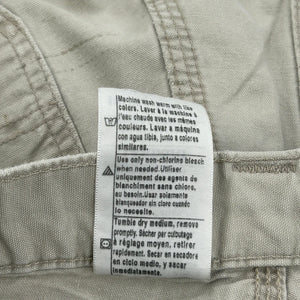 Machine wash warm with like
colors. Laver à la machine à
l'eau chaude avec les mêmes
couleurs. Lavar a máquina
con agua tibia, junto a colores
similares.
Use only non-chlorine bleach
when needed. Utiliser
uniquement des agents de
blanchiment sans chlore,
au besoin. Use solamente
blanqueador sin cloro cuando
lo necesite.
Tumble dry medium, remove
promptly. Sécher par culbutage
à réglage moyen, retirer
rapidement. Secar a máquina
en ciclo medio, y sacar
inmediatamente.